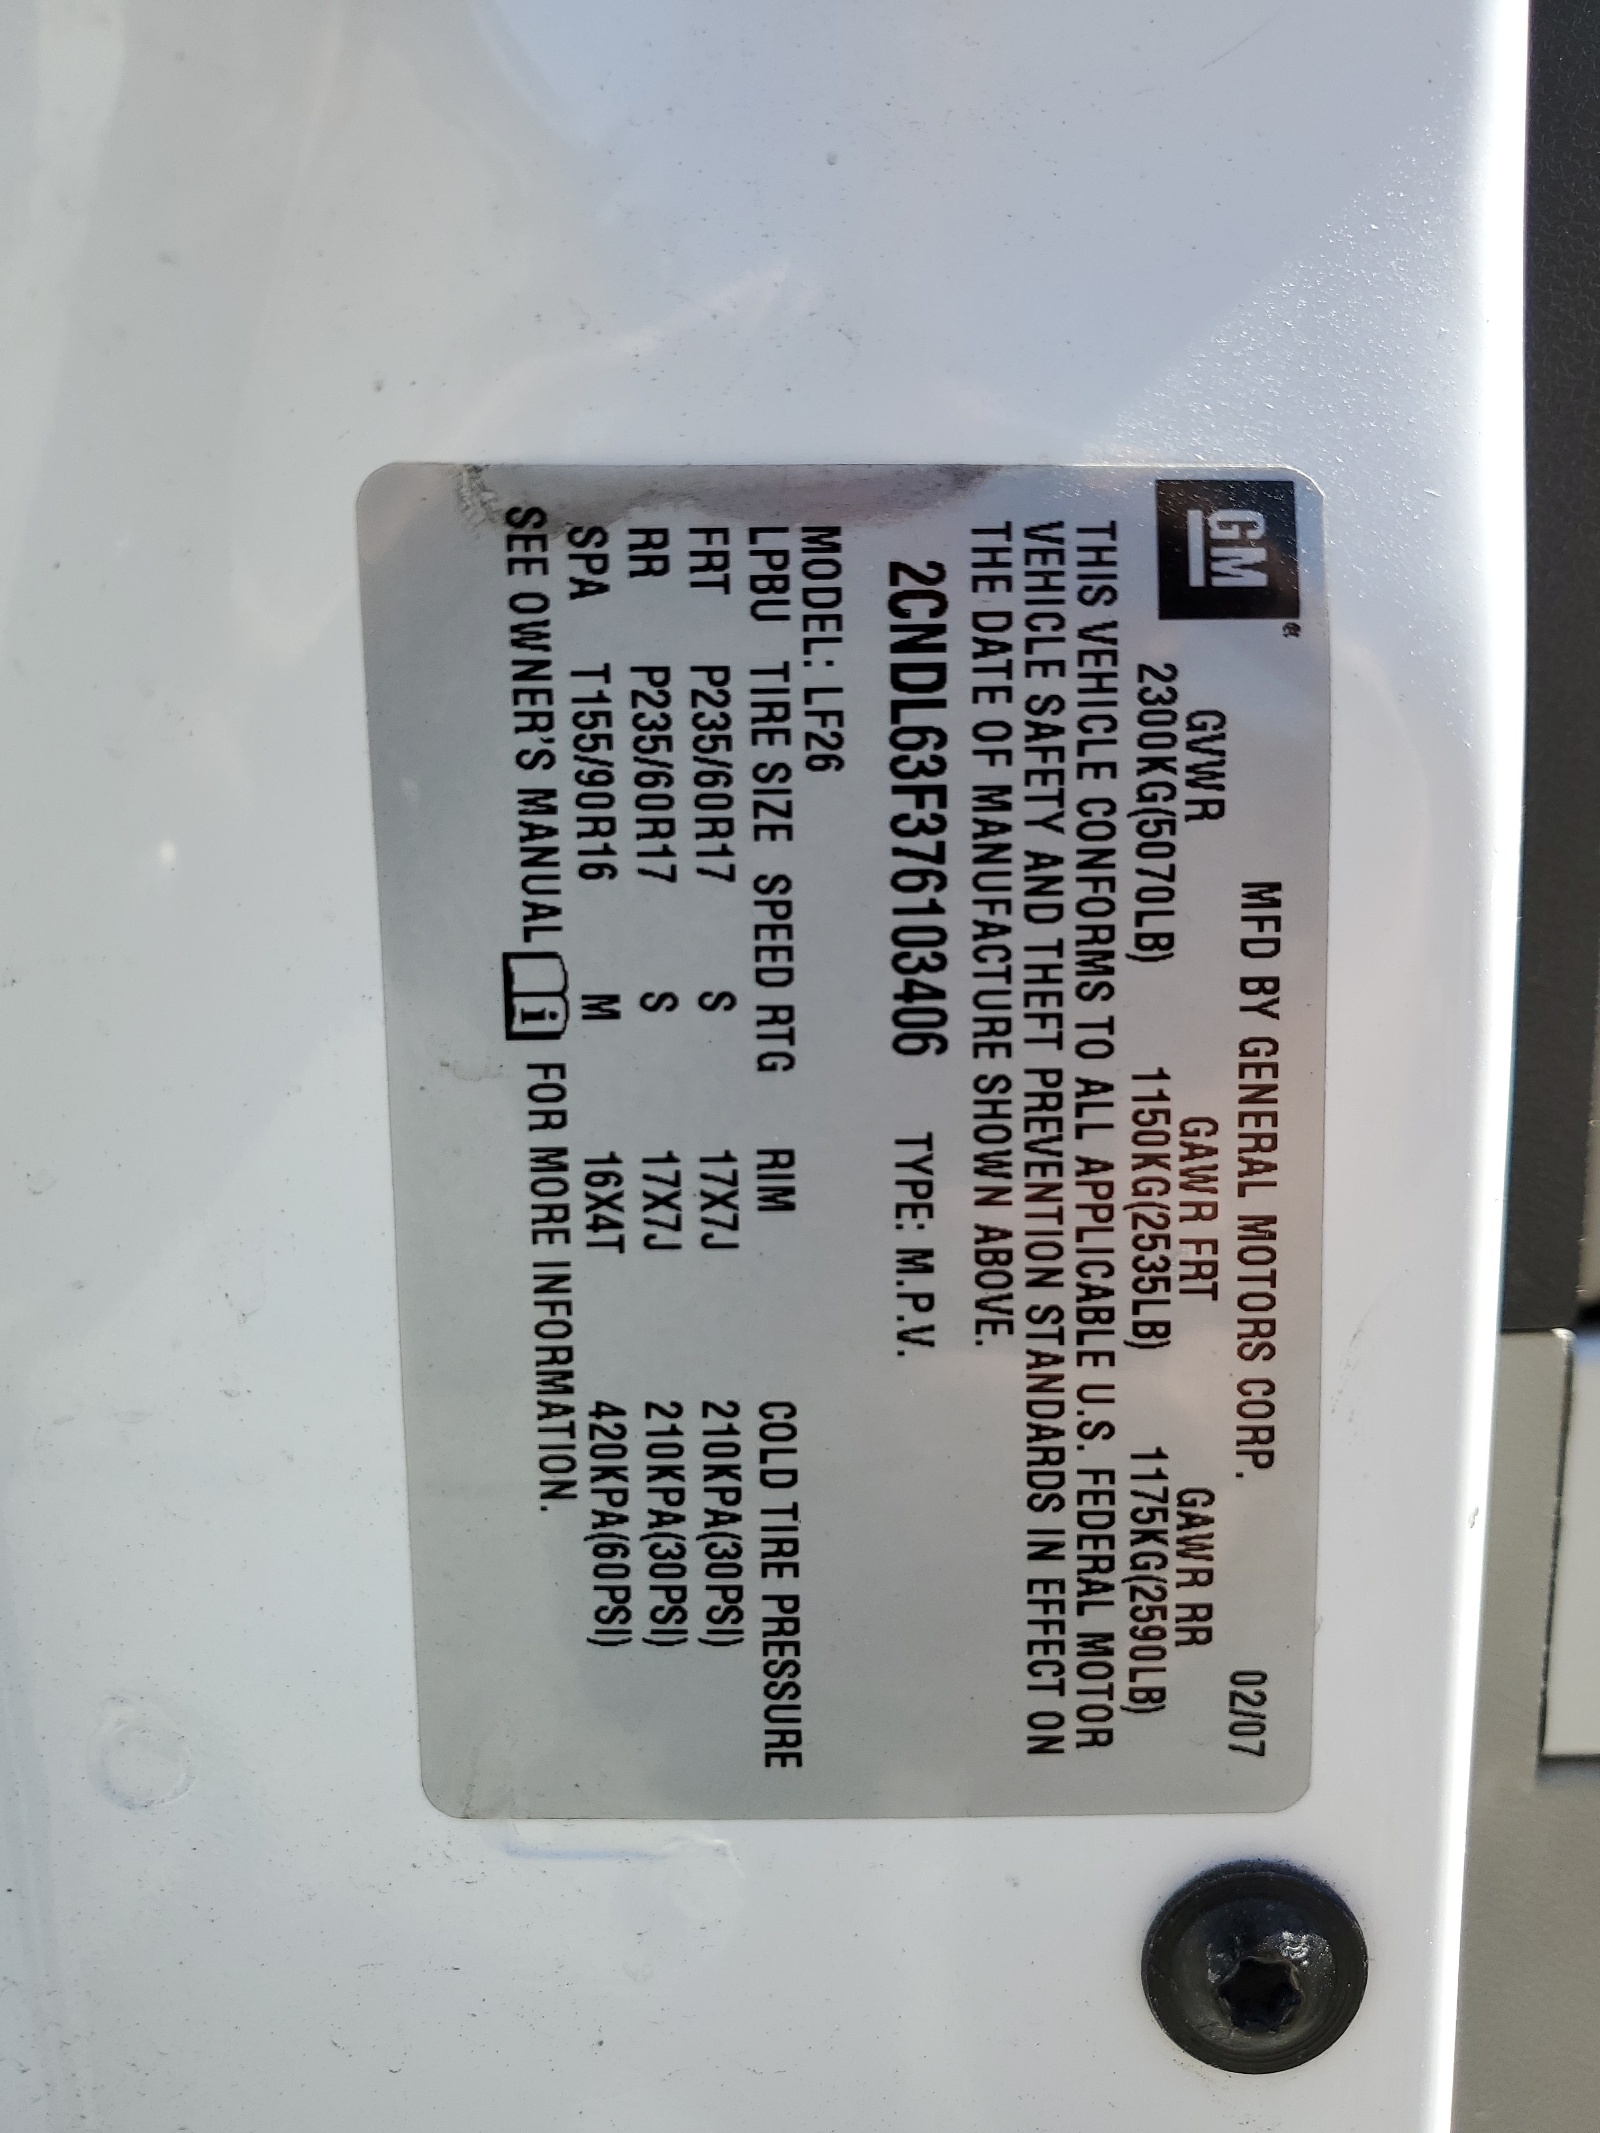 GM®
MFD BY GENERAL MOTORS CORP. 02/07
GVWR GAWR FRT GAWR RR
2300KG(5070LB) 1150KG(2535LB) 1175KG(2590LB)
THIS VEHICLE CONFORMS TO ALL APPLICABLE U.S. FEDERAL MOTOR
VEHICLE SAFETY AND THEFT PREVENTION STANDARDS IN EFFECT ON
THE DATE OF MANUFACTURE SHOWN ABOVE.
2CNDL63F376103406 TYPE: M.P.V.
MODEL: LF26
LPBU TIRE SIZE SPEED RTG RIM COLD TIRE PRESSURE
FRT P235/60R17 S 17X7J 210KPA(30PSI)
RR P235/60R17 S 17X7J 210KPA(30PSI)
SPA T155/90R16 M 16X4T 420KPA(60PSI)
SEE OWNER'S MANUAL i FOR MORE INFORMATION.